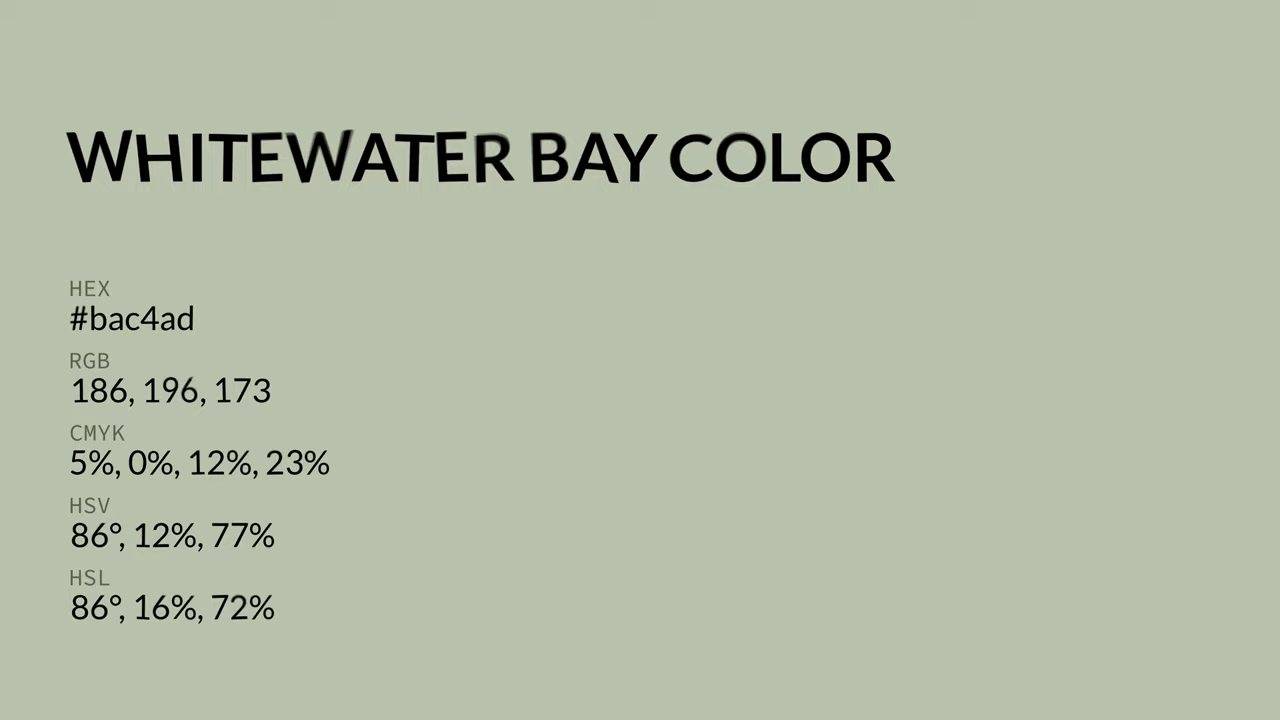 WHITEWATER BAY COLOR
HEX
#bac4ad
RGB
186, 196, 173
CMYK
5%, 0%, 12%, 23%
HSV
86°, 12%, 77%
HSL
86°, 16%, 72%